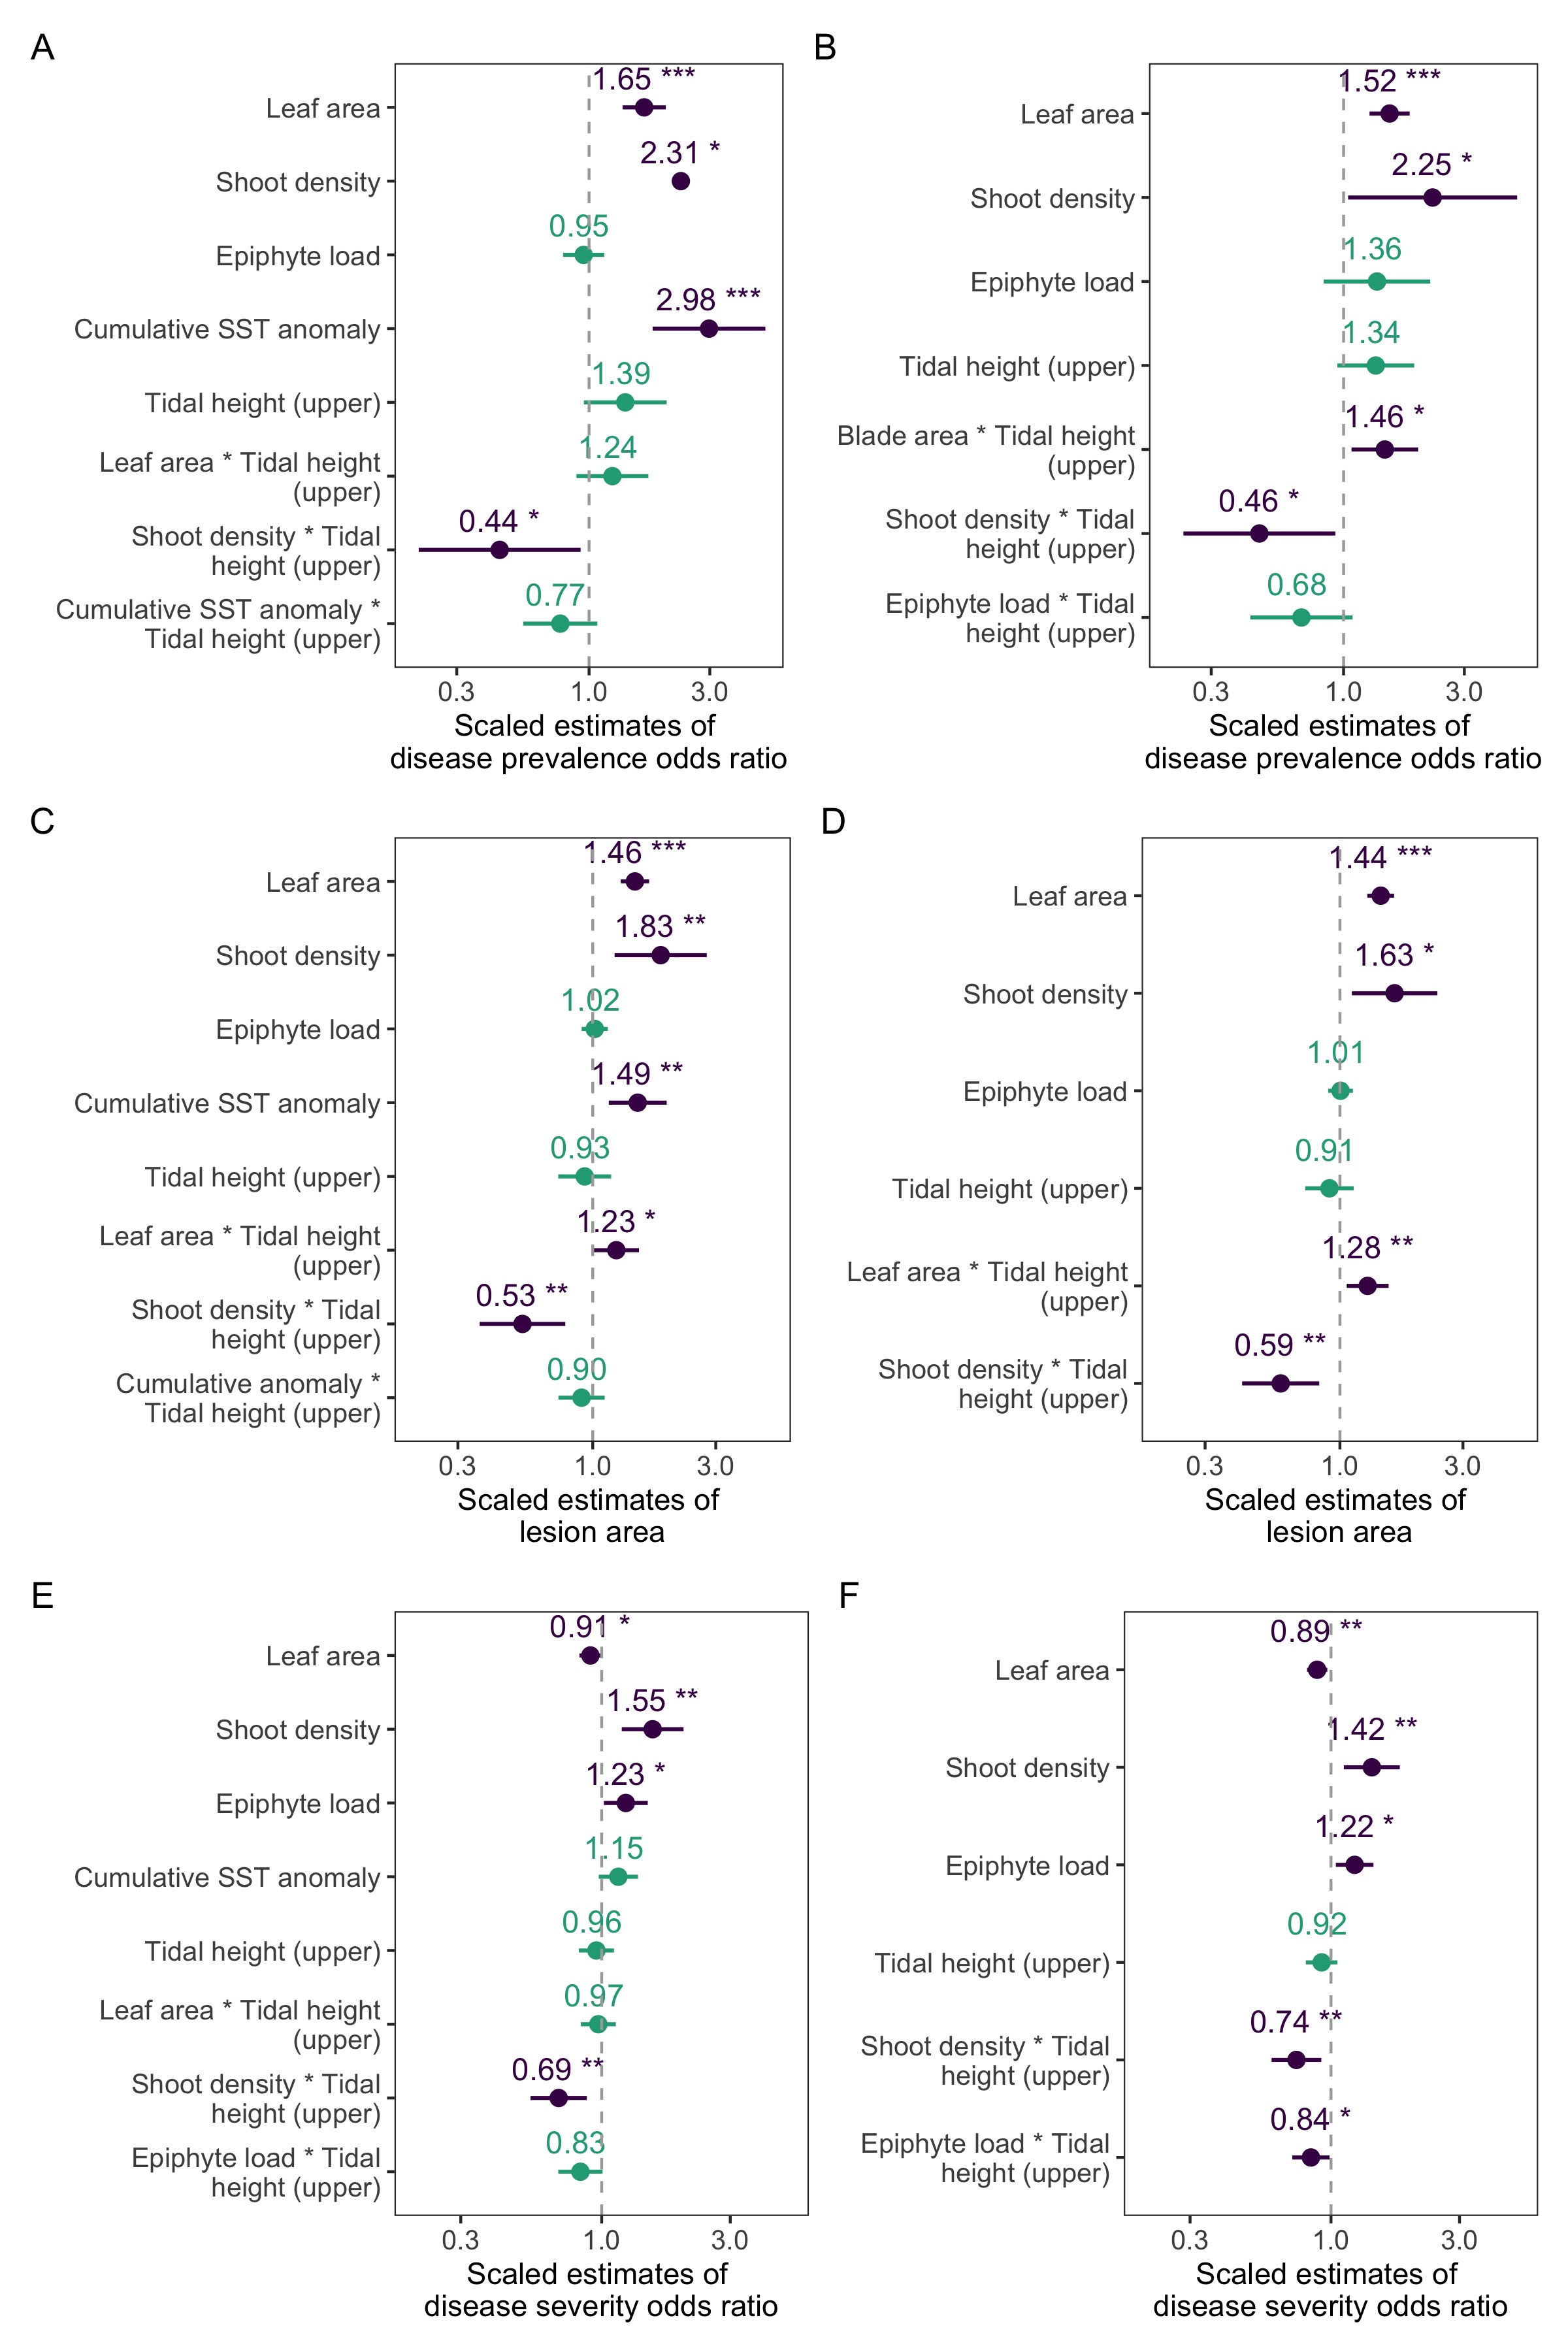 A
1.65 ***
Leaf area
2.31 *
Shoot density
0.95
Epiphyte load
2.98 ***
Cumulative SST anomaly
1.39
Tidal height (upper)
1.24
Leaf area * Tidal height
(upper)
0.44 *
Shoot density * Tidal
height (upper)
0.77
Cumulative SST anomaly *
Tidal height (upper)
0.3 1.0 3.0
Scaled estimates of
disease prevalence odds ratio
B
1.52 ***
Leaf area
2.25 *
Shoot density
1.36
Epiphyte load
1.34
Tidal height (upper)
1.46 *
Blade area * Tidal height
(upper)
0.46 *
Shoot density * Tidal
height (upper)
0.68
Epiphyte load * Tidal
height (upper)
0.3 1.0 3.0
Scaled estimates of
disease prevalence odds ratio
C
1.46 ***
Leaf area
1.83 **
Shoot density
1.02
Epiphyte load
1.49 **
Cumulative SST anomaly
0.93
Tidal height (upper)
1.23 *
Leaf area * Tidal height
(upper)
0.53 **
Shoot density * Tidal
height (upper)
0.90
Cumulative anomaly *
Tidal height (upper)
0.3 1.0 3.0
Scaled estimates of
lesion area
D
1.44 ***
Leaf area
1.63 *
Shoot density
1.01
Epiphyte load
0.91
Tidal height (upper)
1.28 **
Leaf area * Tidal height
(upper)
0.59 **
Shoot density * Tidal
height (upper)
0.3 1.0 3.0
Scaled estimates of
lesion area
E
0.91 *
Leaf area
1.55 **
Shoot density
1.23 *
Epiphyte load
1.15
Cumulative SST anomaly
0.96
Tidal height (upper)
0.97
Leaf area * Tidal height
(upper)
0.69 **
Shoot density * Tidal
height (upper)
0.83
Epiphyte load * Tidal
height (upper)
0.3 1.0 3.0
Scaled estimates of
disease severity odds ratio
F
0.89 **
Leaf area
1.42 **
Shoot density
1.22 *
Epiphyte load
0.92
Tidal height (upper)
0.74 **
Shoot density * Tidal
height (upper)
0.84 *
Epiphyte load * Tidal
height (upper)
0.3 1.0 3.0
Scaled estimates of
disease severity odds ratio